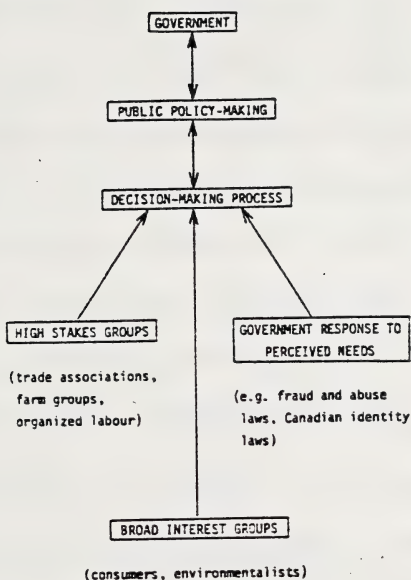 GOVERNMENT
PUBLIC POLICY-MAKING
DECISION-MAKING PROCESS
HIGH STAKES GROUPS
(trade associations,
farm groups,
organized labour)
GOVERNMENT RESPONSE TO
PERCEIVED NEEDS
(e.g. fraud and abuse
laws, Canadian identity
laws)
BROAD INTEREST GROUPS
(consumers, environmentalists)